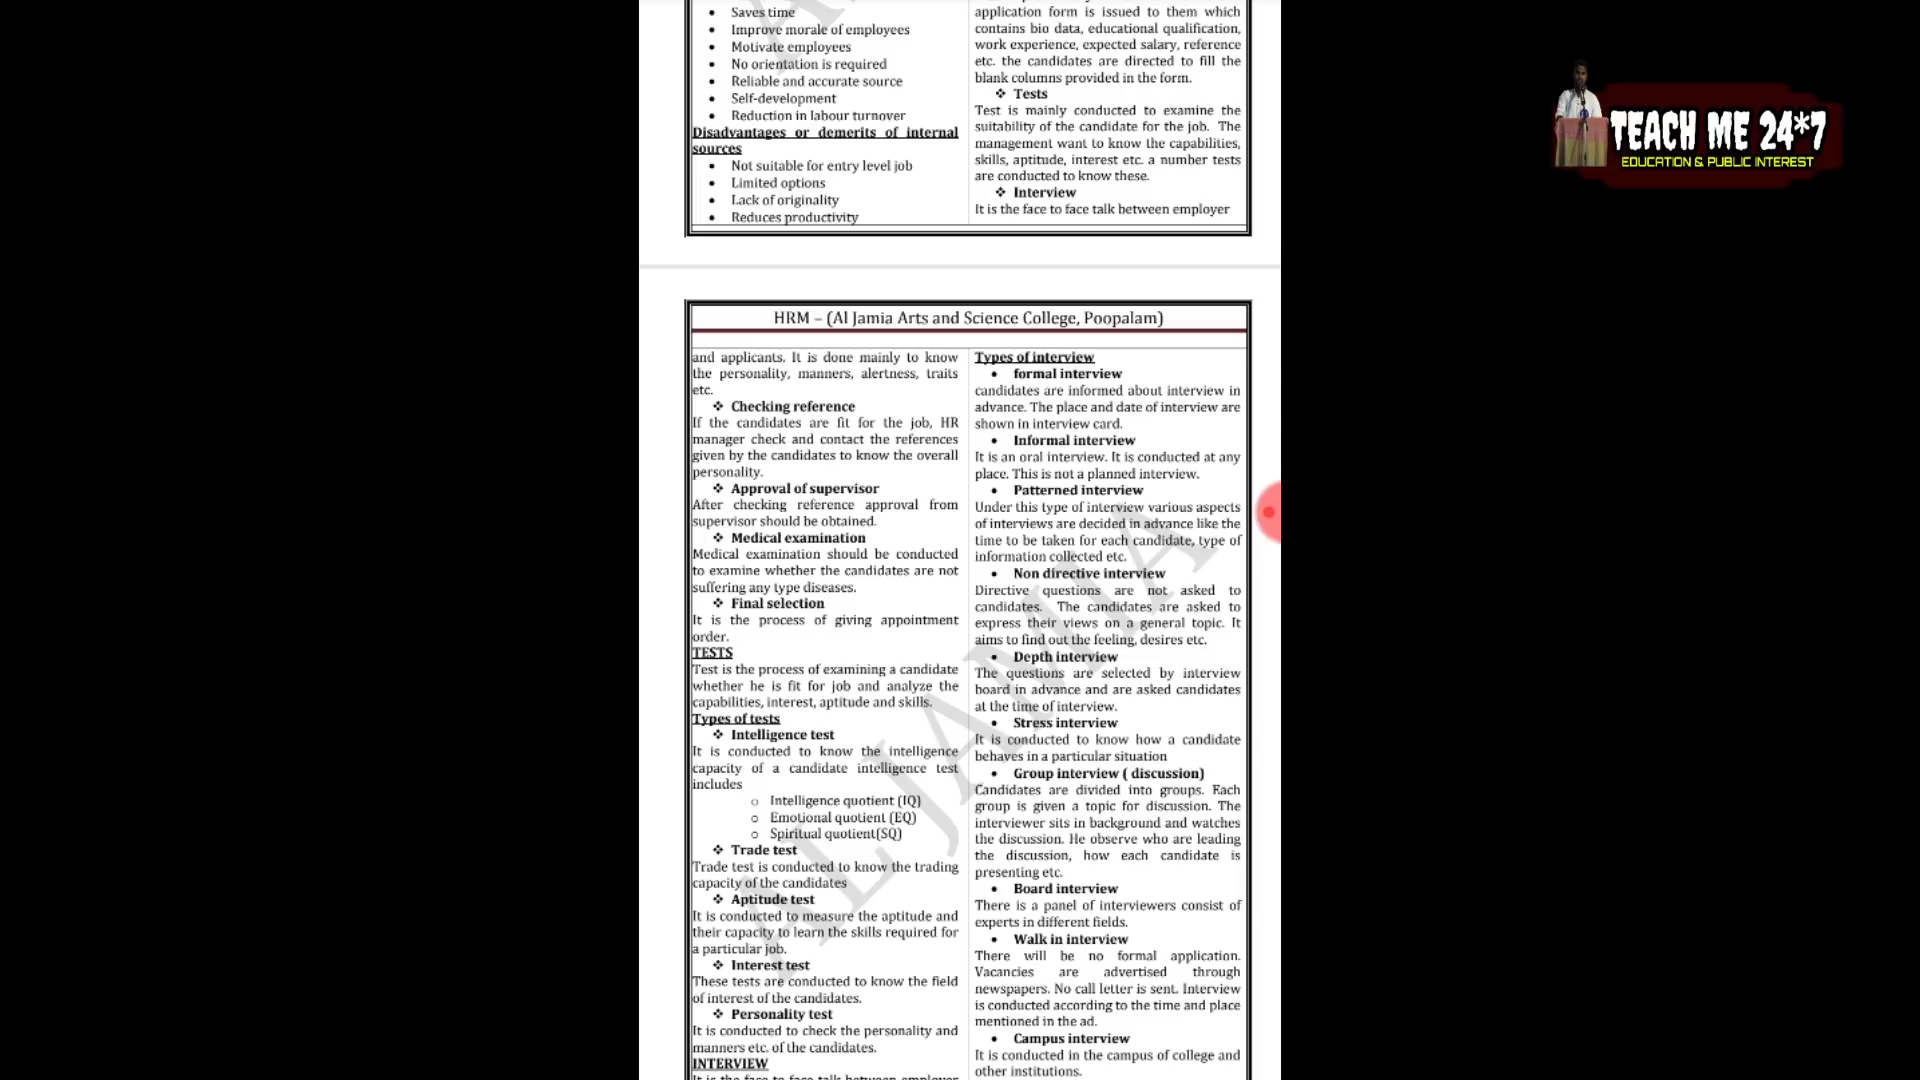 • Saves time
• Improve morale of employees
• Motivate employees
• No orientation is required
• Reliable and accurate source
• Self-development
• Reduction in labour turnover
Disadvantages or demerits of internal
sources
• Not suitable for entry level job
• Limited options
• Lack of originality
• Reduces productivity
application form is issued to them which
contains bio data, educational qualification,
work experience, expected salary, reference
etc. the candidates are directed to fill the
blank columns provided in the form.
❖ Tests
Test is mainly conducted to examine the
suitability of the candidate for the job. The
management want to know the capabilities,
skills, aptitude, interest etc. a number tests
are conducted to know these.
❖ Interview
It is the face to face talk between employer
TEACH ME 24*7
EDUCATION & PUBLIC INTEREST
HRM – (Al Jamia Arts and Science College, Poopalam)
and applicants. It is done mainly to know
the personality, manners, alertness, traits
etc.
❖ Checking reference
If the candidates are fit for the job, HR
manager check and contact the references
given by the candidates to know the overall
personality.
❖ Approval of supervisor
After checking reference approval from
supervisor should be obtained.
❖ Medical examination
Medical examination should be conducted
to examine whether the candidates are not
suffering any type diseases.
❖ Final selection
It is the process of giving appointment
order.
TESTS
Test is the process of examining a candidate
whether he is fit for job and analyze the
capabilities, interest, aptitude and skills.
Types of tests
❖ Intelligence test
It is conducted to know the intelligence
capacity of a candidate intelligence test
includes
o Intelligence quotient (IQ)
o Emotional quotient (EQ)
o Spiritual quotient(SQ)
❖ Trade test
Trade test is conducted to know the trading
capacity of the candidates
❖ Aptitude test
It is conducted to measure the aptitude and
their capacity to learn the skills required for
a particular job.
❖ Interest test
These tests are conducted to know the field
of interest of the candidates.
❖ Personality test
It is conducted to check the personality and
manners etc. of the candidates.
INTERVIEW
It is the face to face talk between employer
Types of interview
• formal interview
candidates are informed about interview in
advance. The place and date of interview are
shown in interview card.
• Informal interview
It is an oral interview. It is conducted at any
place. This is not a planned interview.
• Patterned interview
Under this type of interview various aspects
of interviews are decided in advance like the
time to be taken for each candidate, type of
information collected etc.
• Non directive interview
Directive questions are not asked to
candidates. The candidates are asked to
express their views on a general topic. It
aims to find out the feeling, desires etc.
• Depth interview
The questions are selected by interview
board in advance and are asked candidates
at the time of interview.
• Stress interview
It is conducted to know how a candidate
behaves in a particular situation
• Group interview ( discussion)
Candidates are divided into groups. Each
group is given a topic for discussion. The
interviewer sits in background and watches
the discussion. He observe who are leading
the discussion, how each candidate is
presenting etc.
• Board interview
There is a panel of interviewers consist of
experts in different fields.
• Walk in interview
There will be no formal application.
Vacancies are advertised through
newspapers. No call letter is sent. Interview
is conducted according to the time and place
mentioned in the ad.
• Campus interview
It is conducted in the campus of college and
other institutions.
AL JAMIA